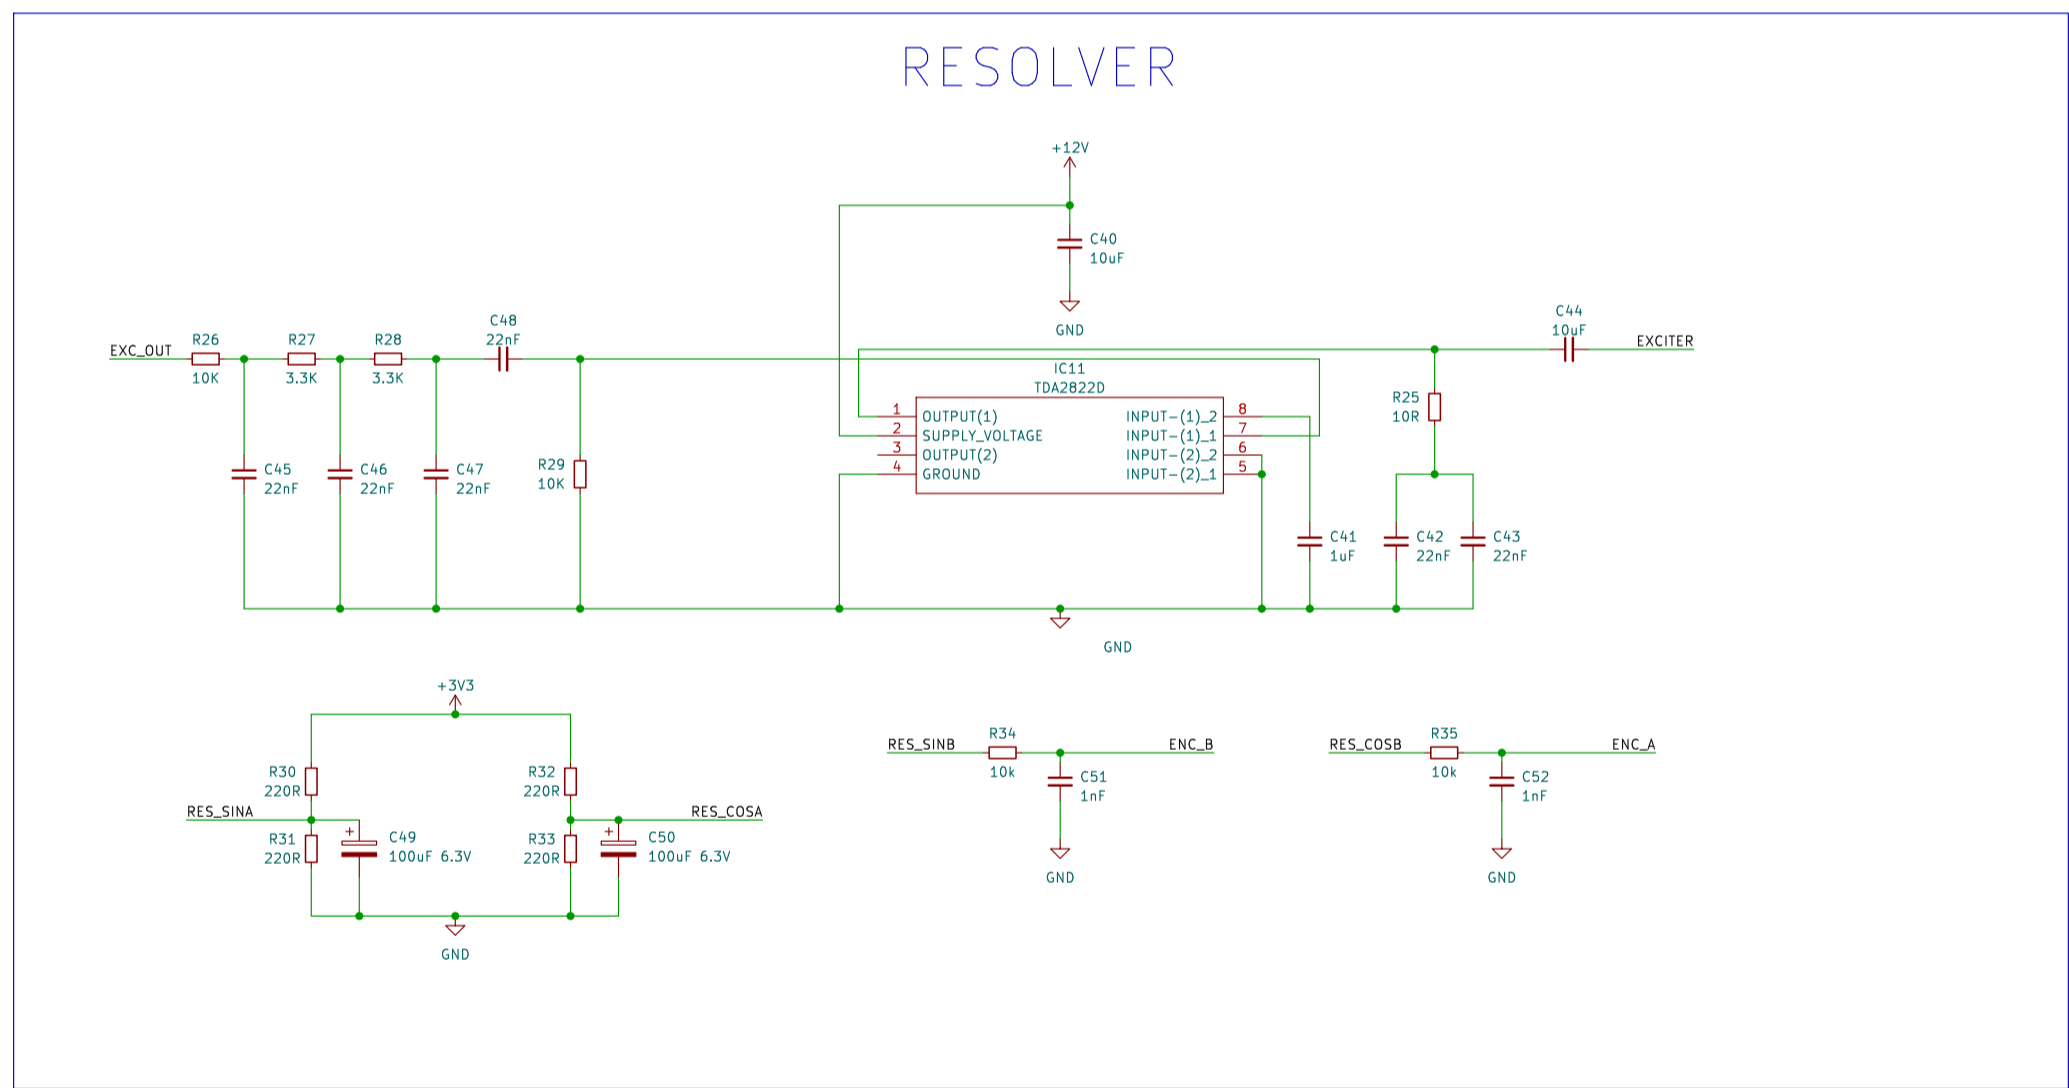 RESOLVER
+12V
C40
10uF
GND
EXC_OUT
R26
10K
R27
3.3K
R28
3.3K
C48
22nF
C45
22nF
C46
22nF
C47
22nF
R29
10K
IC11
TDA2822D
1
OUTPUT(1)
2
SUPPLY_VOLTAGE
3
OUTPUT(2)
4
GROUND
INPUT-(1)_2
8
INPUT-(1)_1
7
INPUT-(2)_2
6
INPUT-(2)_1
5
C44
10uF
EXCITER
R25
10R
C41
1uF
C42
22nF
C43
22nF
GND
+3V3
R30
220R
RES_SINA
R31
220R
+
C49
100uF 6.3V
R32
220R
RES_COSA
R33
220R
+
C50
100uF 6.3V
GND
RES_SINB
R34
10k
ENC_B
C51
1nF
GND
RES_COSB
R35
10k
ENC_A
C52
1nF
GND